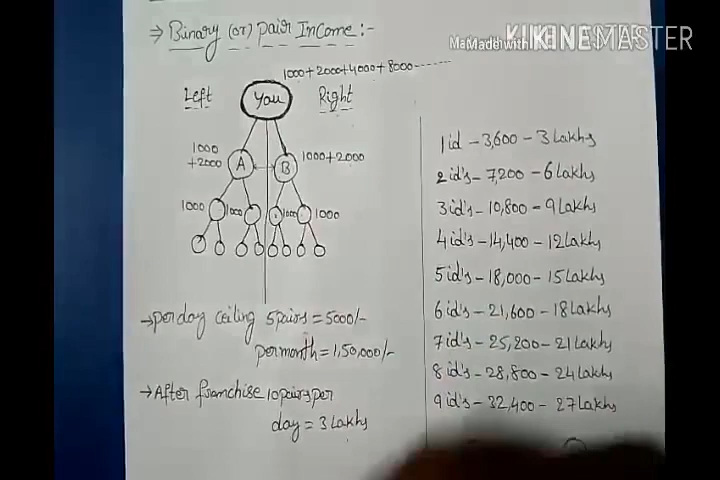 ⇒ Binary (or) pair Income :-
Made with KINEMASTER
1000+2000+4000+8000-------
Left You Right
1000
+2000 A B 1000+2000
1000 1000 1000 1000
→ per day ceiling 5 pairs = 5000/-
per month = 1,50,000/-
→ After franchise 10 pairs per
day = 3 Lakhs
1 id - 3,600 - 3 Lakhs
2 id's - 7,200 - 6 Lakhs
3 id's - 10,800 - 9 Lakhs
4 id's - 14,400 - 12 Lakhs
5 id's - 18,000 - 15 Lakhs
6 id's - 21,600 - 18 Lakhs
7 id's - 25,200 - 21 Lakhs
8 id's - 28,800 - 24 Lakhs
9 id's - 32,400 - 27 Lakhs